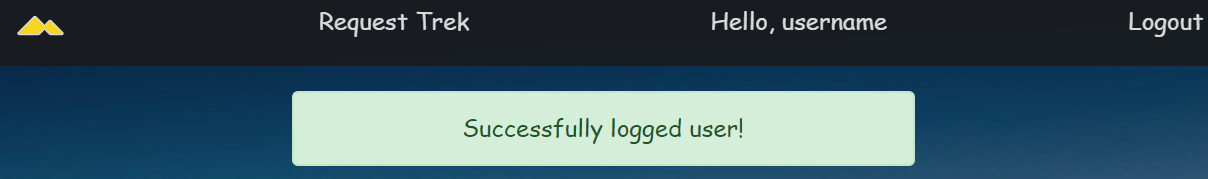 Request Trek Hello, username Logout
Successfully logged user!